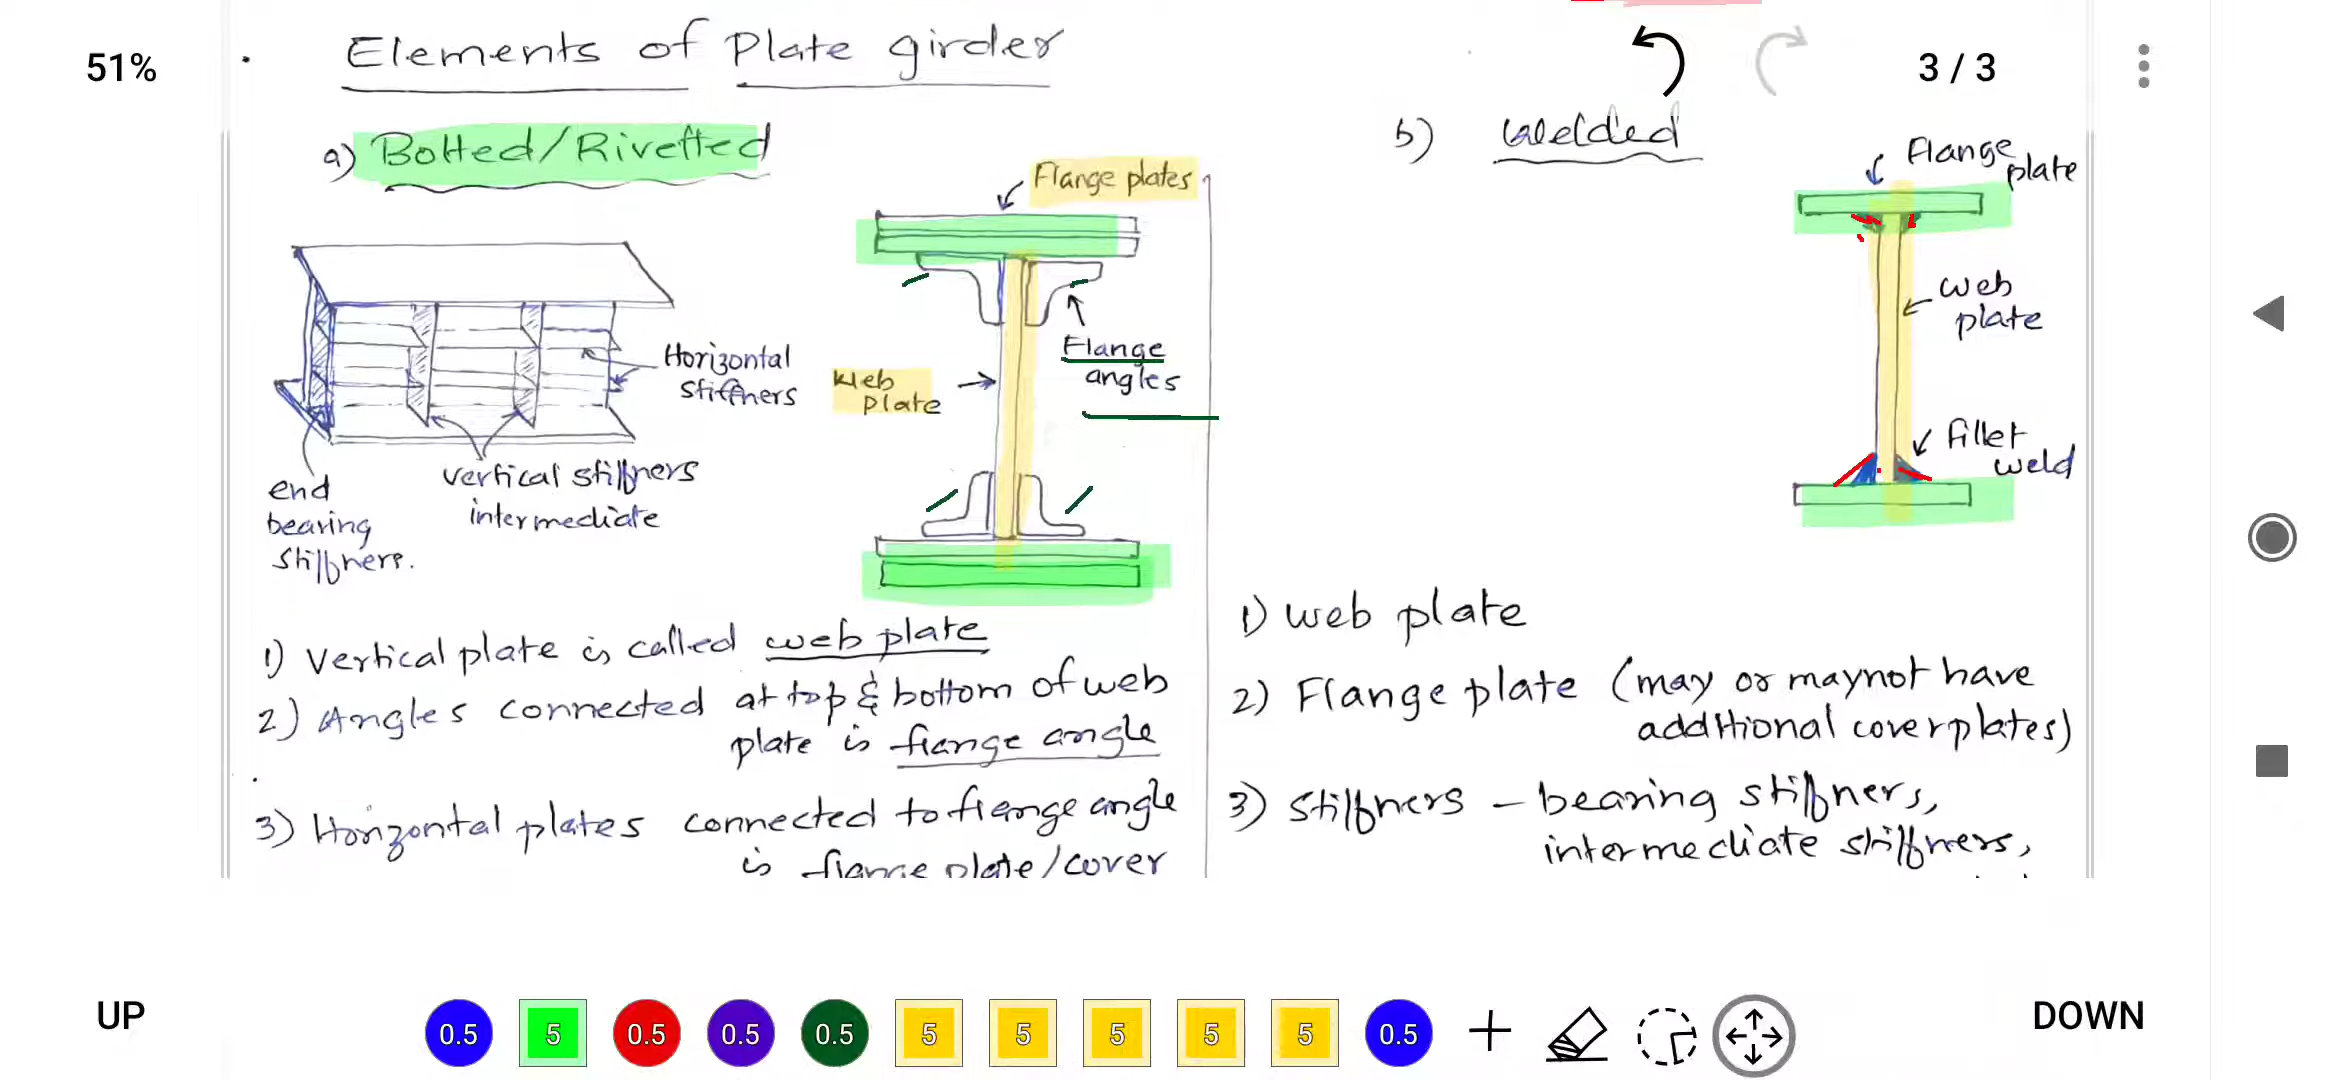 51%
Elements of Plate girder
3 / 3
a) Bolted/Rivetted
Flange plates
Horizontal
stiffners
Web
plate
Flange
angles
end
bearing
stiffners.
vertical stiffners
intermediate
1) Vertical plate is called web plate
2) Angles connected at top & bottom of web
plate is flange angle
3) Horizontal plates connected to flange angle
is flange plate/cover
b) Welded
Flange
plate
web
plate
fillet
weld
1) web plate
2) Flange plate (may or maynot have
additional coverplates)
3) stiffners - bearing stiffners,
intermediate stiffners,
UP
0.5 5 0.5 0.5 0.5 5 5 5 5 5 0.5
DOWN